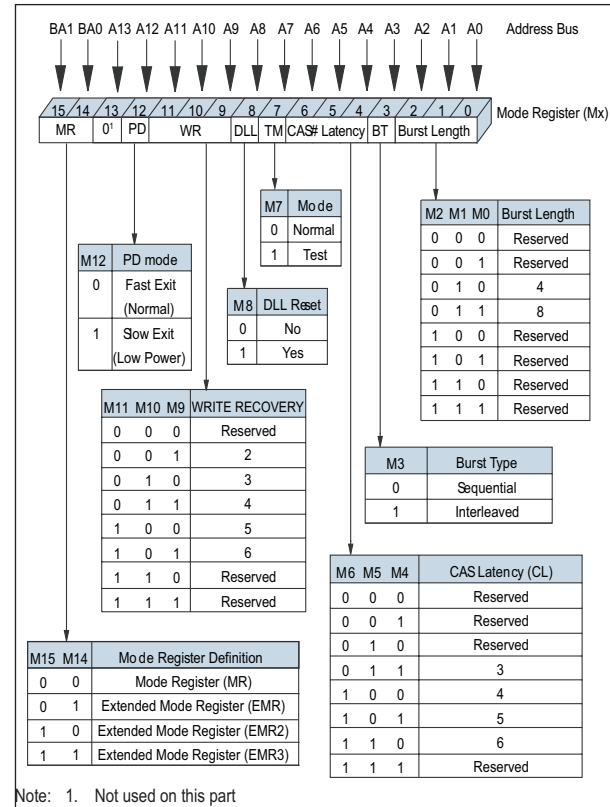 BA1 BA0 A13 A12 A11 A10 A9 A8 A7 A6 A5 A4 A3 A2 A1 A0 Address Bus
15 14 13 12 11 10 9 8 7 6 5 4 3 2 1 0 Mode Register (Mx)
MR 0¹ PD WR DLL TM CAS# Latency BT Burst Length
M7 Mode
0 Normal
1 Test
M2 M1 M0 Burst Length
0 0 0 Reserved
0 0 1 Reserved
0 1 0 4
0 1 1 8
1 0 0 Reserved
1 0 1 Reserved
1 1 0 Reserved
1 1 1 Reserved
M12 PD mode
0 Fast Exit
(Normal)
1 Slow Exit
(Low Power)
M8 DLL Reset
0 No
1 Yes
M11 M10 M9 WRITE RECOVERY
0 0 0 Reserved
0 0 1 2
0 1 0 3
0 1 1 4
1 0 0 5
1 0 1 6
1 1 0 Reserved
1 1 1 Reserved
M3 Burst Type
0 Sequential
1 Interleaved
M6 M5 M4 CAS Latency (CL)
0 0 0 Reserved
0 0 1 Reserved
0 1 0 Reserved
0 1 1 3
1 0 0 4
1 0 1 5
1 1 0 6
1 1 1 Reserved
M15 M14 Mode Register Definition
0 0 Mode Register (MR)
0 1 Extended Mode Register (EMR)
1 0 Extended Mode Register (EMR2)
1 1 Extended Mode Register (EMR3)
Note: 1. Not used on this part